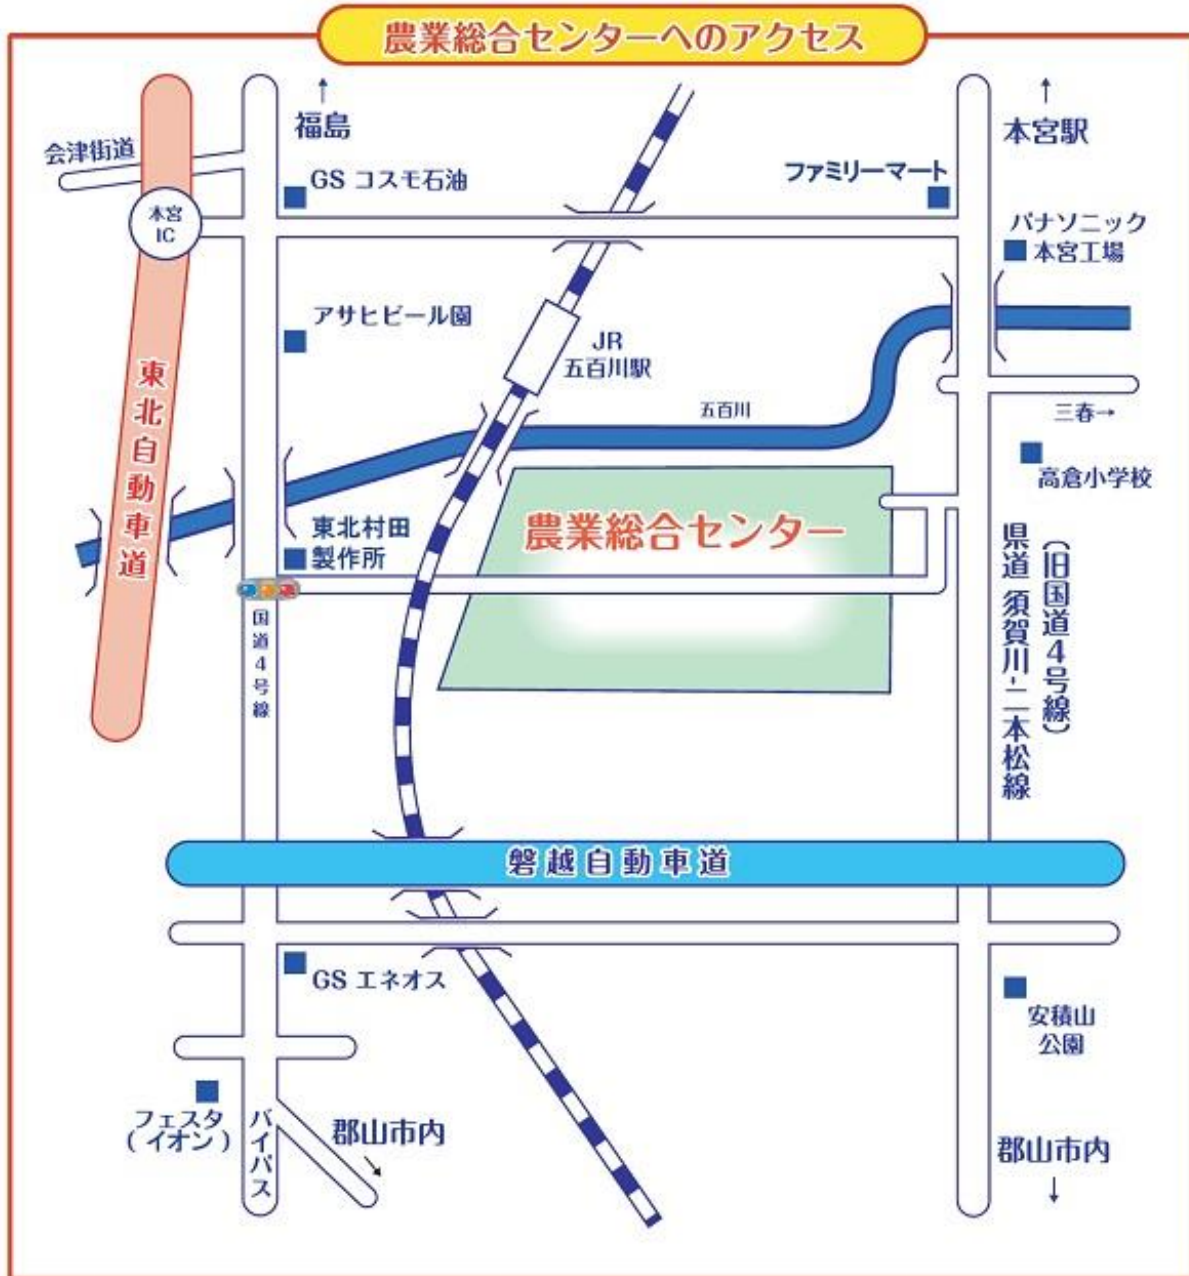 農業総合センターへのアクセス
↑
福島
↑
本宮駅
会津街道
GS コスモ石油
ファミリーマート
本宮
IC
パナソニック
本宮工場
アサヒビール園
JR
五百川駅
東北自動車道
五百川
三春→
高倉小学校
東北村田
製作所
農業総合センター
国道4号線
県道 須賀川-二本松線
(旧国道4号線)
磐越自動車道
GS エネオス
安積山
公園
フェスタ
(イオン)
バイパス
郡山市内
↘
郡山市内
↓